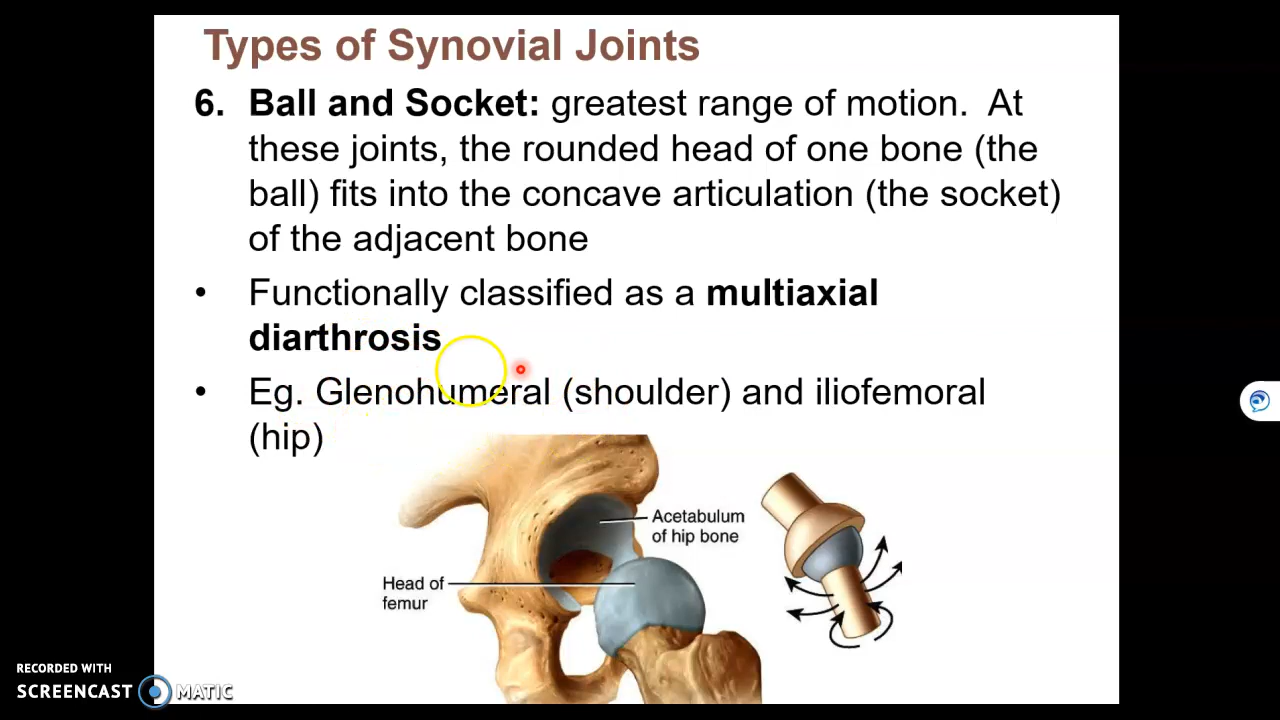 Types of Synovial Joints
6. Ball and Socket: greatest range of motion. At
these joints, the rounded head of one bone (the
ball) fits into the concave articulation (the socket)
of the adjacent bone
• Functionally classified as a multiaxial
diarthrosis
• Eg. Glenohumeral (shoulder) and iliofemoral
(hip)
Acetabulum
of hip bone
Head of
femur
RECORDED WITH
SCREENCAST MATIC